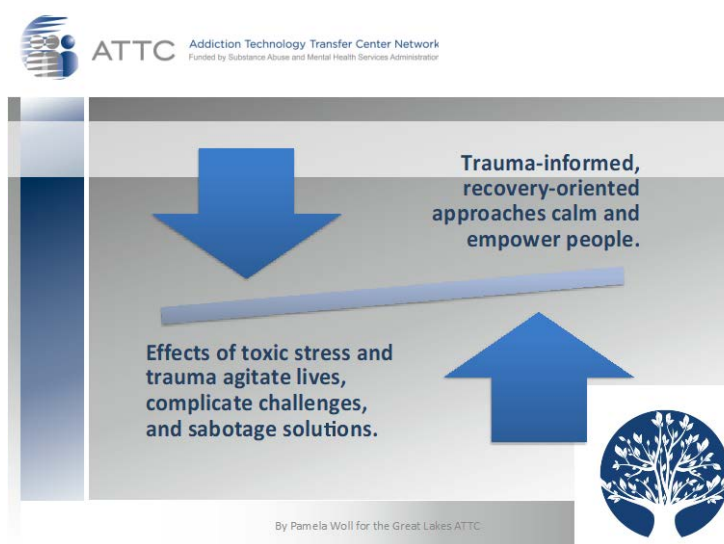 ATTC
Addiction Technology Transfer Center Network
Funded by Substance Abuse and Mental Health Services Administration
Trauma-informed,
recovery-oriented
approaches calm and
empower people.
Effects of toxic stress and
trauma agitate lives,
complicate challenges,
and sabotage solutions.
By Pamela Woll for the Great Lakes ATTC